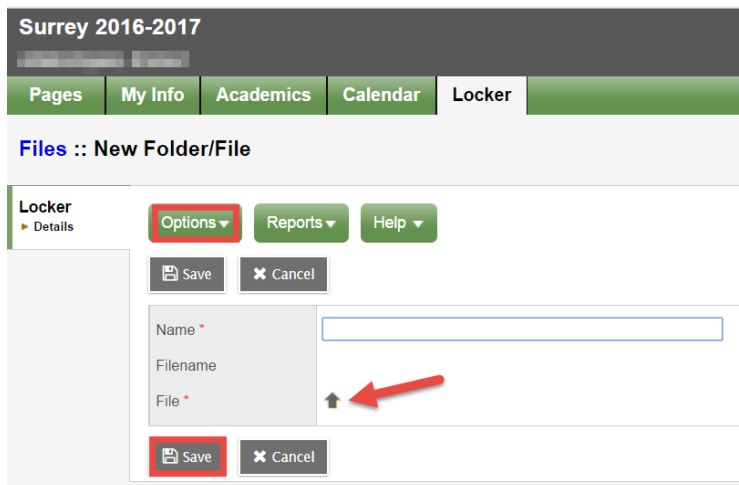 Surrey 2016-2017
Pages My Info Academics Calendar Locker
Files :: New Folder/File
Locker
Details
Options Reports Help
Save Cancel
Name *
Filename
File *
Save Cancel